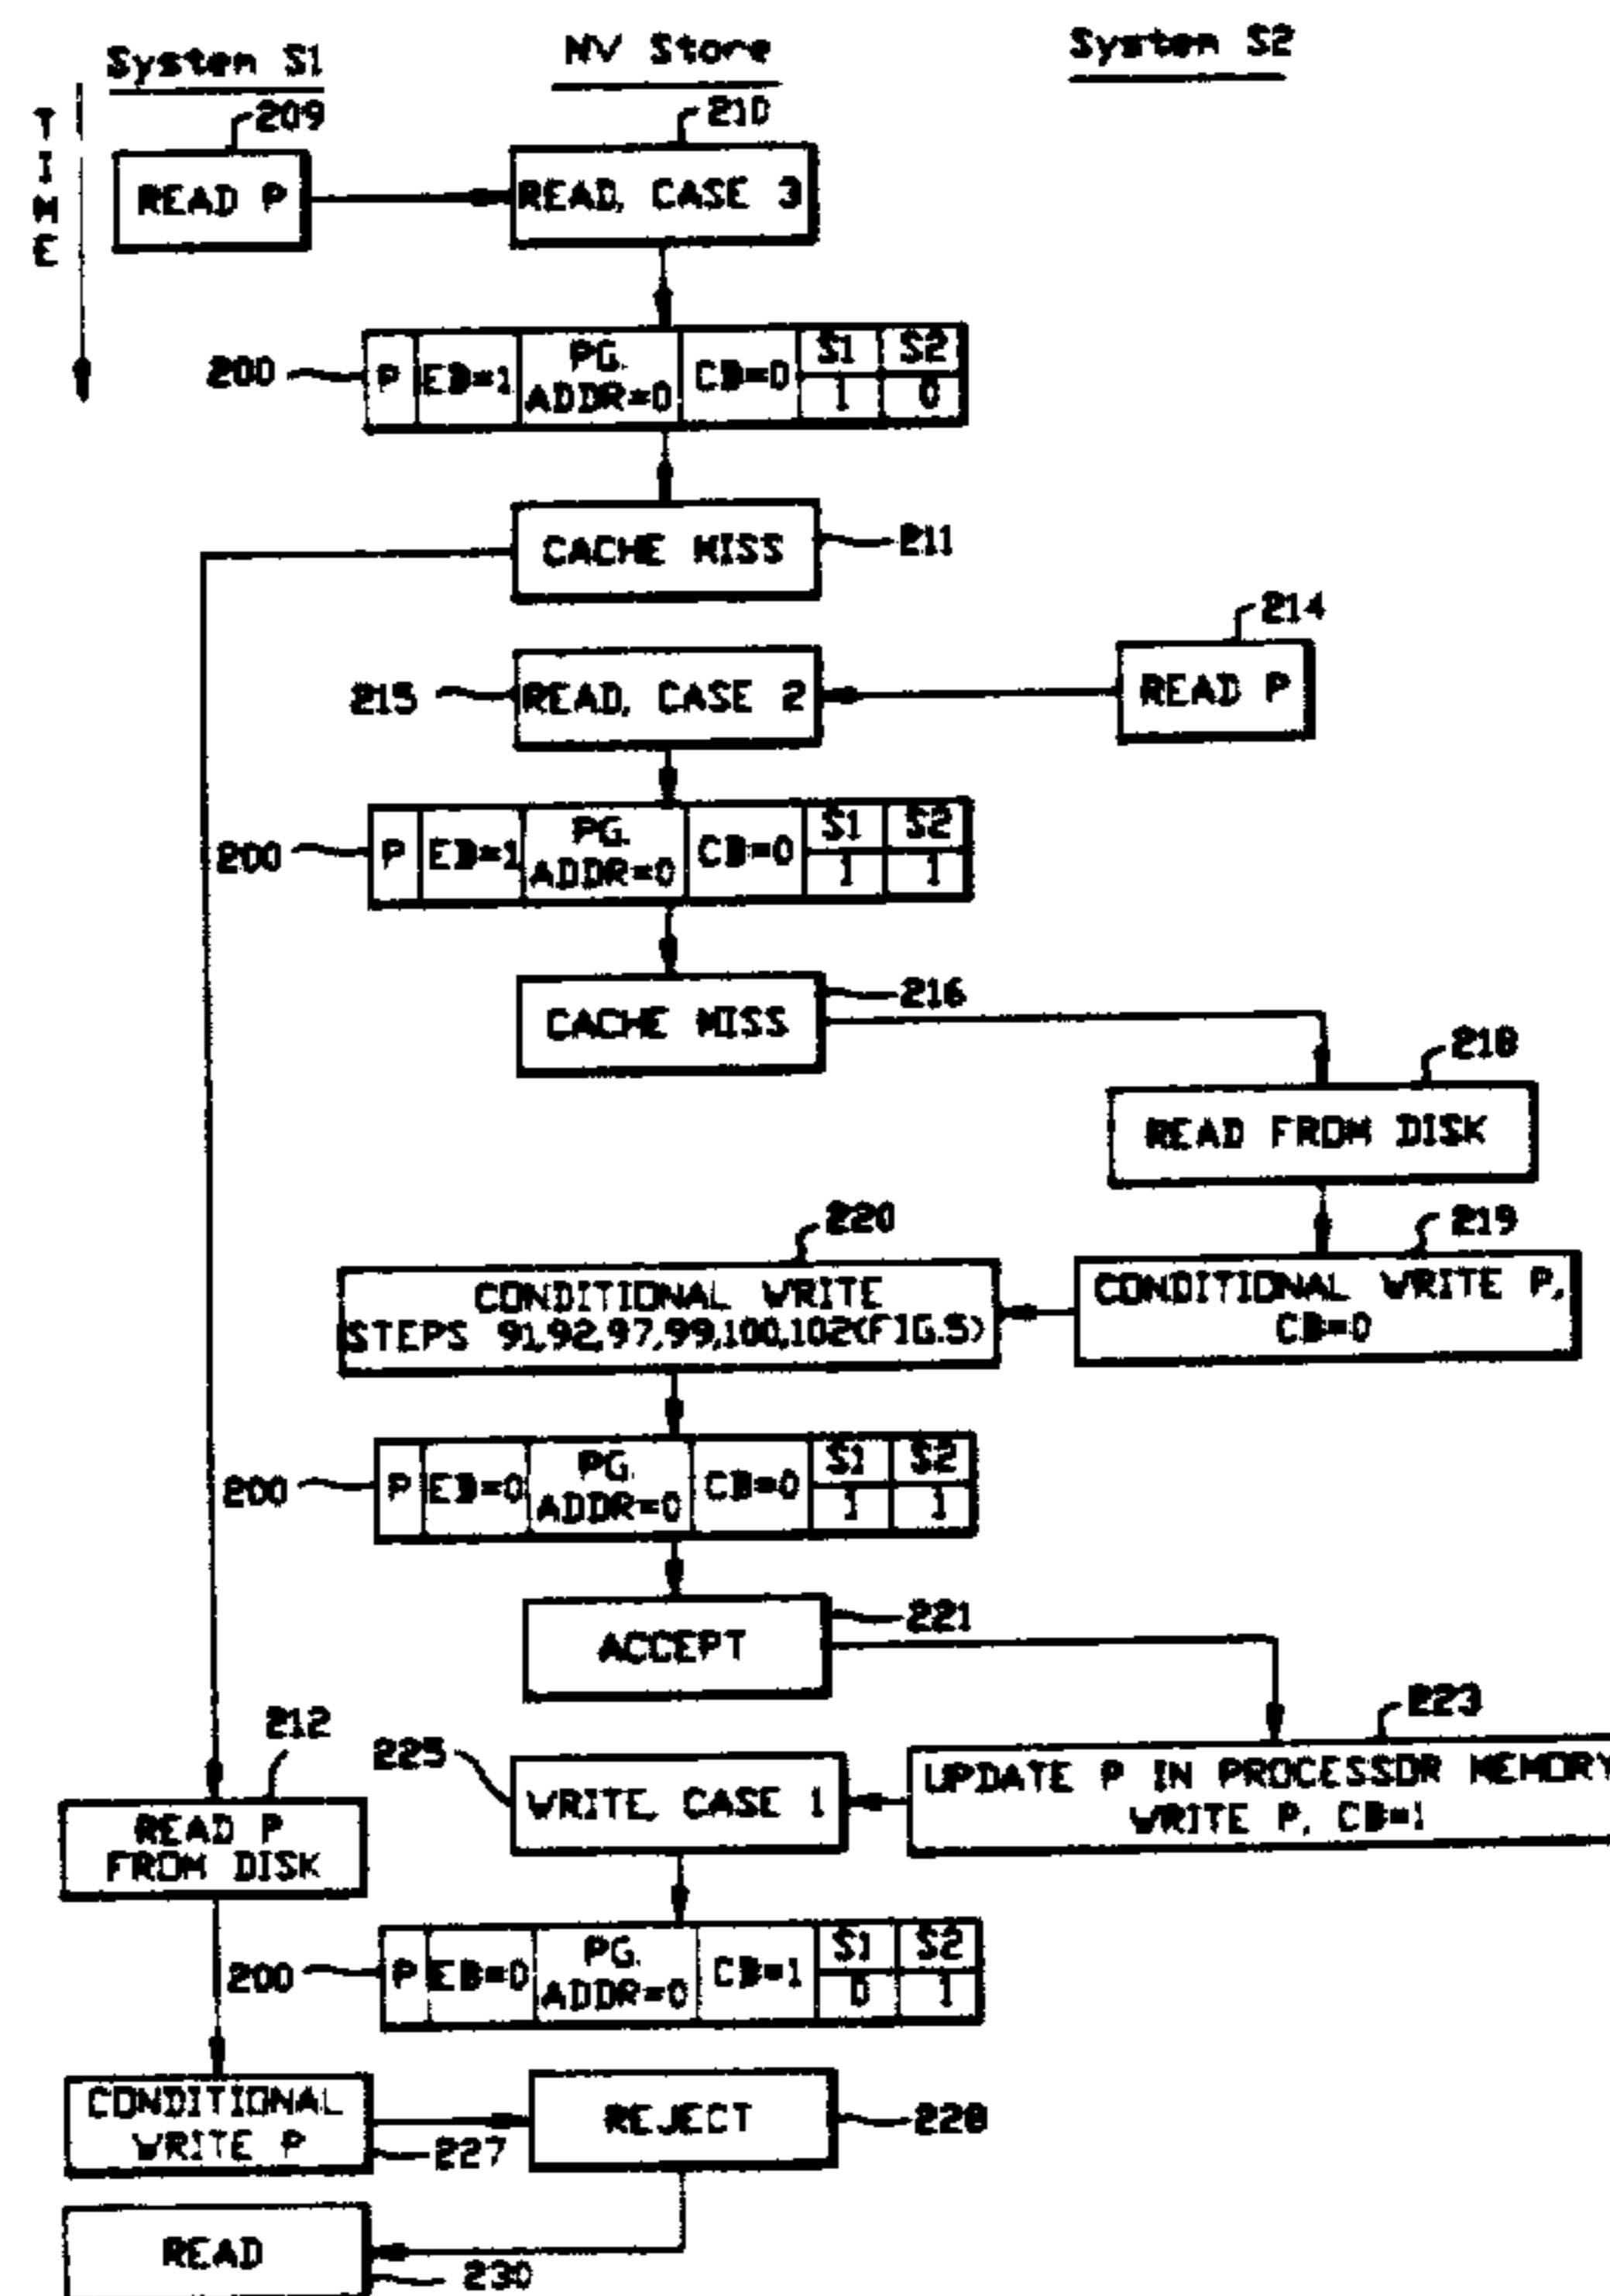 System S1
NV Store
System S2
TIME
209
210
READ P
READ, CASE 3
200
P
ED=1
PG.
ADDR=0
CB=0
S1
S2
1
0
CACHE MISS
211
214
215
READ, CASE 2
READ P
200
P
ED=1
PG.
ADDR=0
CB=0
S1
S2
1
1
CACHE MISS
216
218
READ FROM DISK
220
219
CONDITIONAL WRITE
STEPS 91,92,97,99,100,102(FIG.5)
CONDITIONAL WRITE P,
CB=0
200
P
ED=0
PG.
ADDR=0
CB=0
S1
S2
1
1
ACCEPT
221
223
212
225
WRITE, CASE 1
UPDATE P IN PROCESSOR MEMORY
WRITE P, CB=1
READ P
FROM DISK
200
P
ED=0
PG.
ADDR=0
CB=1
S1
S2
0
1
CONDITIONAL
WRITE P
227
REJECT
228
READ
230